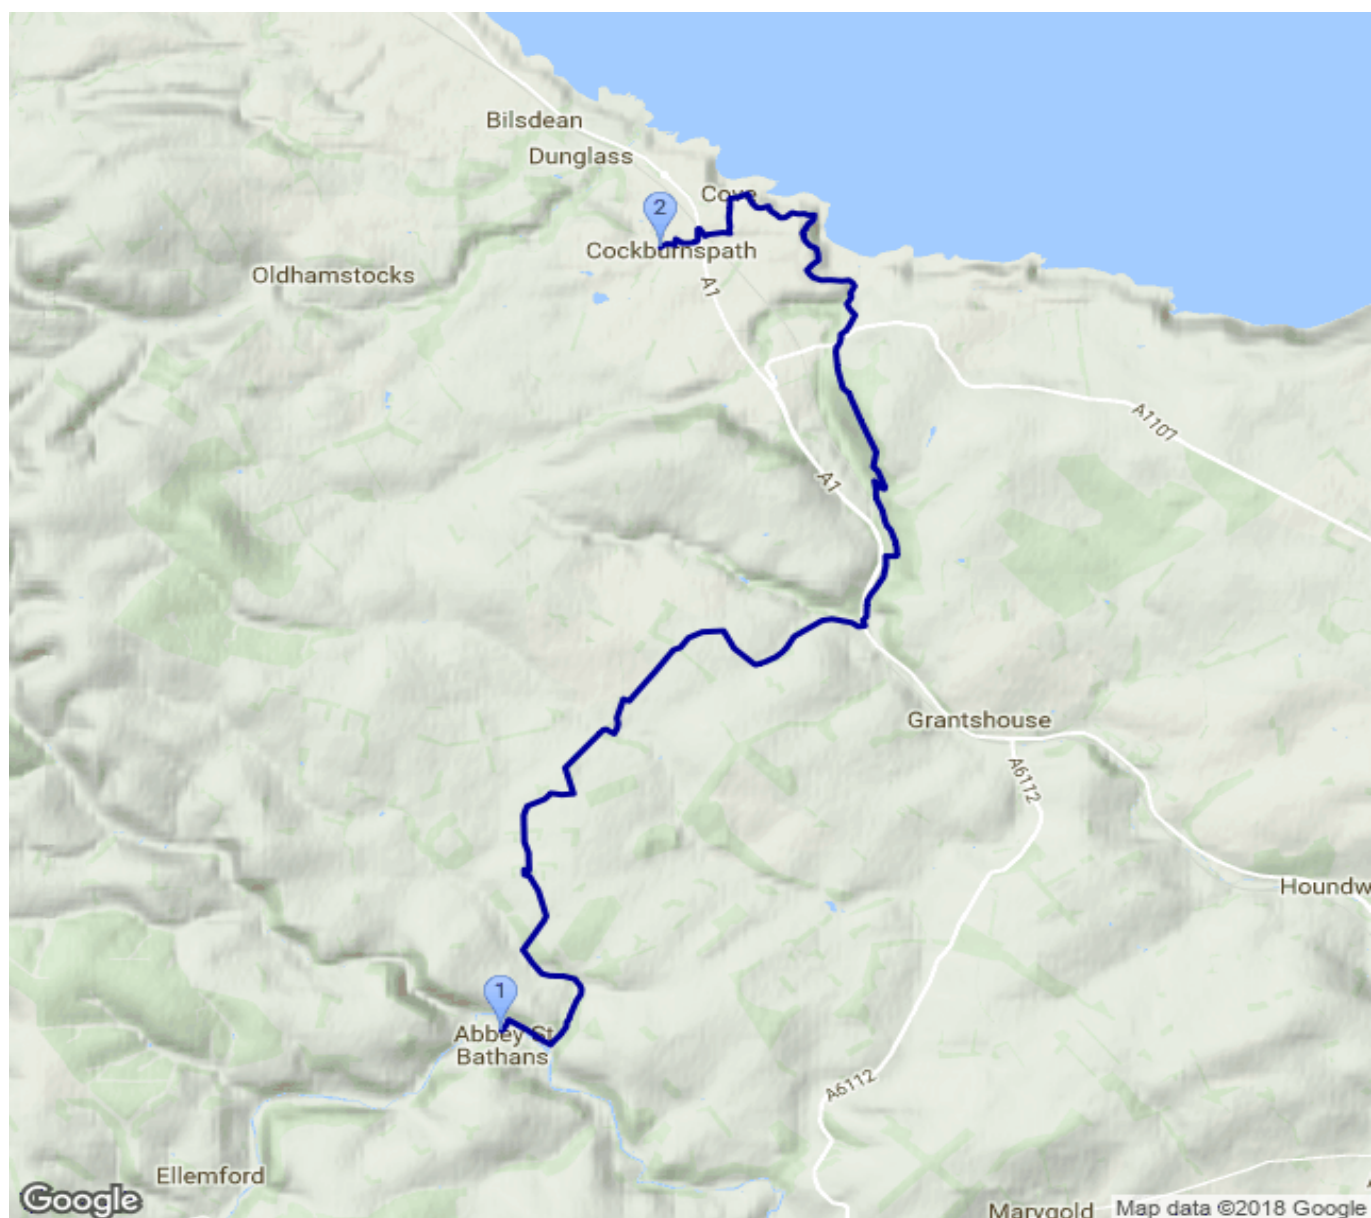 Bilsdean
Dunglass
Cove
2
Cockburnspath
Oldhamstocks
A1
A1107
A1
Grantshouse
A6112
Houndw
1
Abbey St
Bathans
A6112
Ellemford
Marygold
Google
Map data ©2018 Google